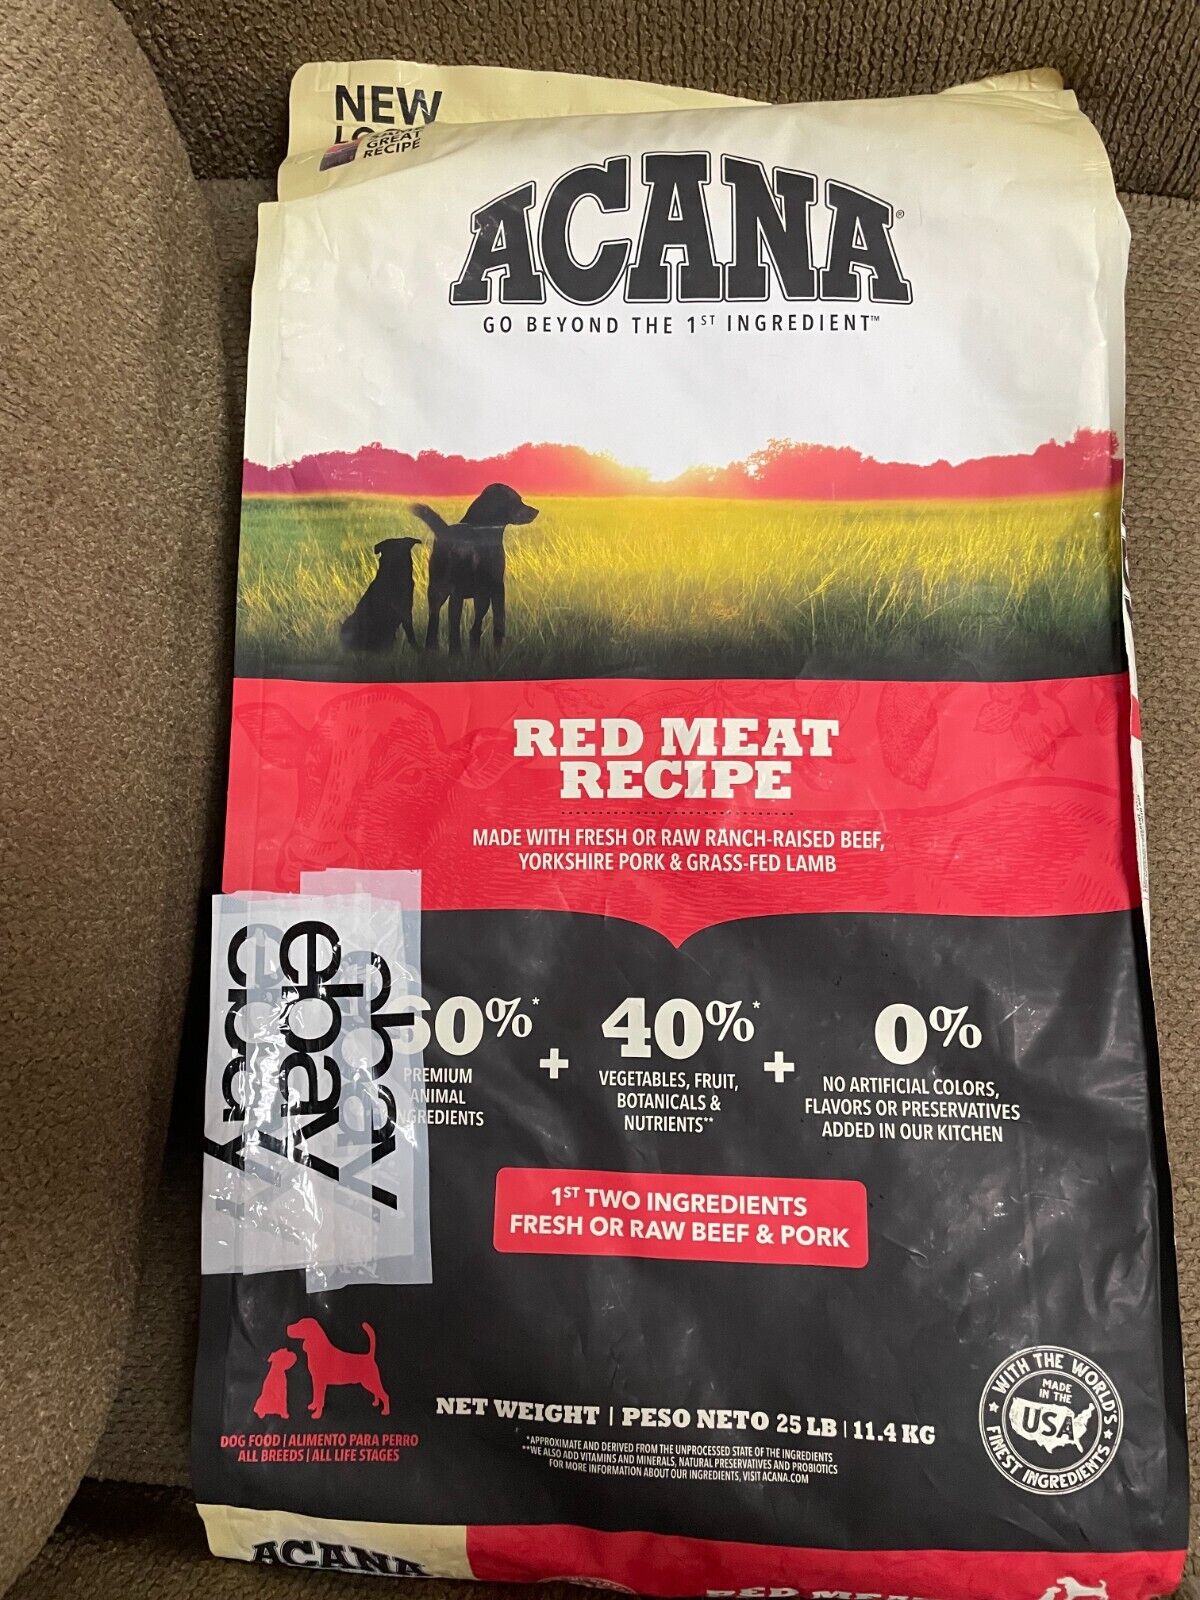 NEW
GREAT
RECIPE
ACANA®
GO BEYOND THE 1ST INGREDIENT™
RED MEAT
RECIPE
MADE WITH FRESH OR RAW RANCH-RAISED BEEF,
YORKSHIRE PORK & GRASS-FED LAMB
ebay
ebay
ebay
60%*
PREMIUM
ANIMAL
INGREDIENTS
+
40%*
VEGETABLES, FRUIT,
BOTANICALS &
NUTRIENTS**
+
0%
NO ARTIFICIAL COLORS,
FLAVORS OR PRESERVATIVES
ADDED IN OUR KITCHEN
1ST TWO INGREDIENTS
FRESH OR RAW BEEF & PORK
DOG FOOD | ALIMENTO PARA PERRO
ALL BREEDS | ALL LIFE STAGES
NET WEIGHT | PESO NETO 25 LB | 11.4 KG
*APPROXIMATE AND DERIVED FROM THE UNPROCESSED STATE OF THE INGREDIENTS
**WE ALSO ADD VITAMINS AND MINERALS, NATURAL PRESERVATIVES AND PROBIOTICS
FOR MORE INFORMATION ABOUT OUR INGREDIENTS, VISIT ACANA.COM
WITH THE WORLD'S
FINEST INGREDIENTS
MADE
IN THE
USA
ACANA
RED MEAT